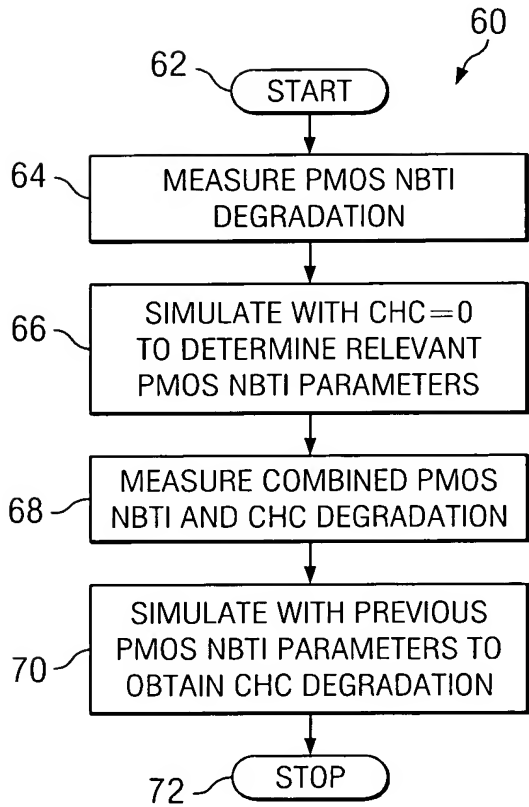 60
62
START
64
MEASURE PMOS NBTI
DEGRADATION
66
SIMULATE WITH CHC=0
TO DETERMINE RELEVANT
PMOS NBTI PARAMETERS
68
MEASURE COMBINED PMOS
NBTI AND CHC DEGRADATION
70
SIMULATE WITH PREVIOUS
PMOS NBTI PARAMETERS TO
OBTAIN CHC DEGRADATION
72
STOP